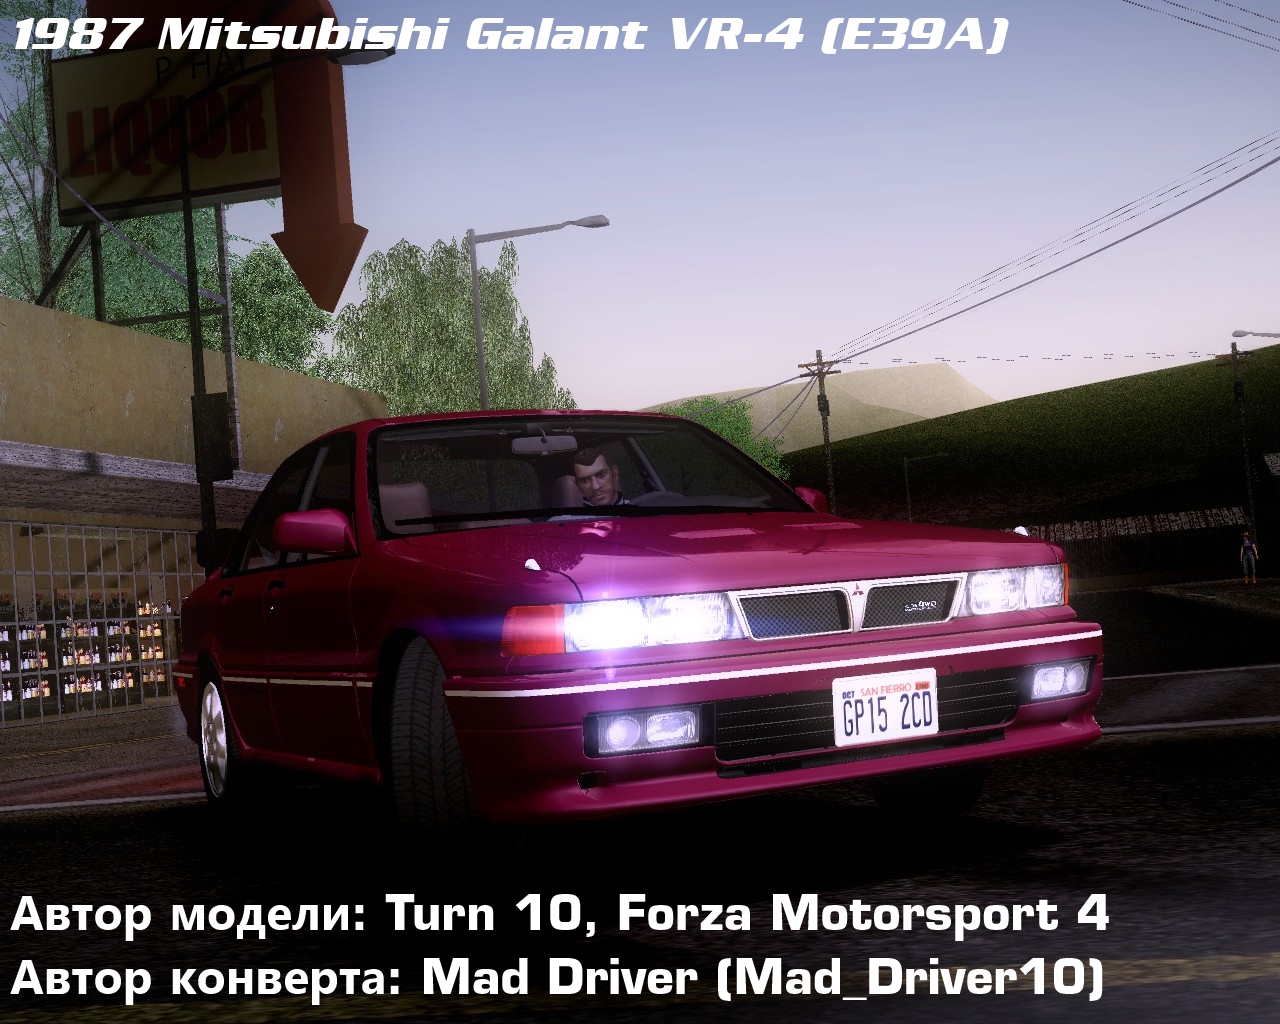 1987 Mitsubishi Galant VR-4 (E39A)
LIQUOR
OCT SAN FIERRO
GP15 2CD
Автор модели: Turn 10, Forza Motorsport 4
Автор конверта: Mad Driver (Mad_Driver10)